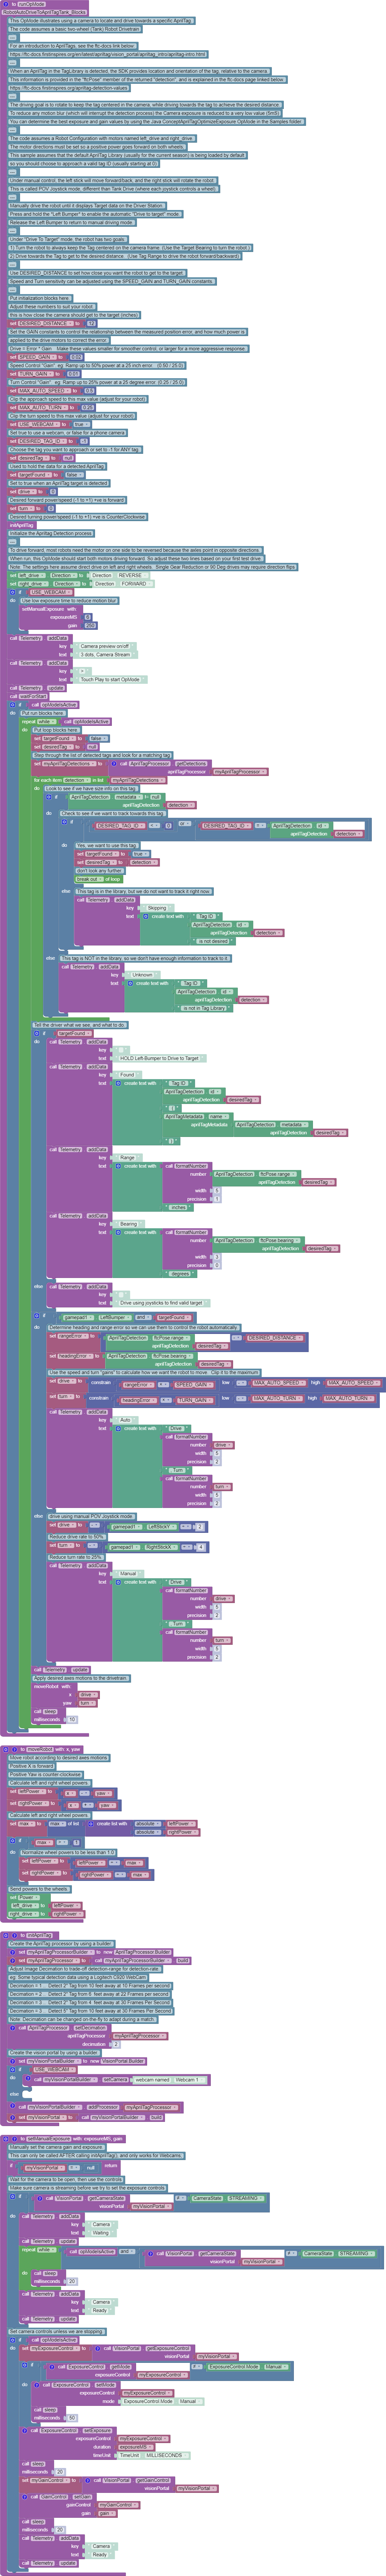 to runOpMode
RobotAutoDriveToAprilTagTank_Blocks
This OpMode illustrates using a camera to locate and drive towards a specific AprilTag.
The code assumes a basic two-wheel (Tank) Robot Drivetrain
For an introduction to AprilTags, see the ftc-docs link below:
https://ftc-docs.firstinspires.org/en/latest/apriltag/vision_portal/apriltag_intro/apriltag-intro.html
When an AprilTag in the TagLibrary is detected, the SDK provides location and orientation of the tag, relative to the camera.
This information is provided in the "ftcPose" member of the returned "detection", and is explained in the ftc-docs page linked below.
https://ftc-docs.firstinspires.org/apriltag-detection-values
The driving goal is to rotate to keep the tag centered in the camera, while driving towards the tag to achieve the desired distance.
To reduce any motion blur (which will interrupt the detection process) the Camera exposure is reduced to a very low value (5mS)
You can determine the best exposure and gain values by using the Java ConceptAprilTagOptimizeExposure OpMode in the Samples folder.
The code assumes a Robot Configuration with motors named left_drive and right_drive.
The motor directions must be set so a positive power goes forward on both wheels;
This sample assumes that the default AprilTag Library (usually for the current season) is being loaded by default
so you should choose to approach a valid tag ID (usually starting at 0)
Under manual control, the left stick will move forward/back, and the right stick will rotate the robot.
This is called POV Joystick mode, different than Tank Drive (where each joystick controls a wheel).
Manually drive the robot until it displays Target data on the Driver Station.
Press and hold the *Left Bumper* to enable the automatic "Drive to target" mode.
Release the Left Bumper to return to manual driving mode.
Under "Drive To Target" mode, the robot has two goals:
1) Turn the robot to always keep the Tag centered on the camera frame. (Use the Target Bearing to turn the robot.)
2) Drive towards the Tag to get to the desired distance. (Use Tag Range to drive the robot forward/backward)
Use DESIRED_DISTANCE to set how close you want the robot to get to the target.
Speed and Turn sensitivity can be adjusted using the SPEED_GAIN and TURN_GAIN constants.
Put initialization blocks here.
Adjust these numbers to suit your robot.
this is how close the camera should get to the target (inches)
set DESIRED_DISTANCE to 12
Set the GAIN constants to control the relationship between the measured position error, and how much power is
applied to the drive motors to correct the error.
Drive = Error * Gain Make these values smaller for smoother control, or larger for a more aggressive response.
set SPEED_GAIN to 0.02
Speed Control "Gain". eg: Ramp up to 50% power at a 25 inch error. (0.50 / 25.0)
set TURN_GAIN to 0.01
Turn Control "Gain". eg: Ramp up to 25% power at a 25 degree error. (0.25 / 25.0)
set MAX_AUTO_SPEED to 0.5
Clip the approach speed to this max value (adjust for your robot)
set MAX_AUTO_TURN to 0.25
Clip the turn speed to this max value (adjust for your robot)
set USE_WEBCAM to true
Set true to use a webcam, or false for a phone camera
set DESIRED_TAG_ID to -1
Choose the tag you want to approach or set to -1 for ANY tag.
set desiredTag to null
Used to hold the data for a detected AprilTag
set targetFound to false
Set to true when an AprilTag target is detected
set drive to 0
Desired forward power/speed (-1 to +1) +ve is forward
set turn to 0
Desired turning power/speed (-1 to +1) +ve is CounterClockwise
initAprilTag
Initialize the Apriltag Detection process
To drive forward, most robots need the motor on one side to be reversed because the axles point in opposite directions.
When run, this OpMode should start both motors driving forward. So adjust these two lines based on your first test drive.
Note: The settings here assume direct drive on left and right wheels. Single Gear Reduction or 90 Deg drives may require direction flips
set left_drive Direction to Direction REVERSE
set right_drive Direction to Direction FORWARD
if USE_WEBCAM
do Use low exposure time to reduce motion blur
setManualExposure with:
exposureMS 6
gain 250
call Telemetry addData
key Camera preview on/off
text 3 dots, Camera Stream
call Telemetry addData
key >
text Touch Play to start OpMode
call Telemetry update
call waitForStart
if call opModeIsActive
do Put run blocks here.
repeat while call opModeIsActive
do Put loop blocks here.
set targetFound to false
set desiredTag to null
Step through the list of detected tags and look for a matching tag
set myAprilTagDetections to call AprilTagProcessor getDetections
aprilTagProcessor myAprilTagProcessor
for each item detection in list myAprilTagDetections
do Look to see if we have size info on this tag.
if AprilTagDetection metadata ≠ null
aprilTagDetection detection
do Check to see if we want to track towards this tag.
if DESIRED_TAG_ID < 0 or DESIRED_TAG_ID = AprilTagDetection id
aprilTagDetection detection
do Yes, we want to use this tag.
set targetFound to true
set desiredTag to detection
don't look any further.
break out of loop
else This tag is in the library, but we do not want to track it right now.
call Telemetry addData
key Skipping
text create text with " Tag ID "
AprilTagDetection id
aprilTagDetection detection
" is not desired "
else This tag is NOT in the library, so we don't have enough information to track to it.
call Telemetry addData
key Unknown
text create text with " Tag ID "
AprilTagDetection id
aprilTagDetection detection
" is not in Tag Library "
Tell the driver what we see, and what to do.
if targetFound
do call Telemetry addData
key
text HOLD Left-Bumper to Drive to Target
call Telemetry addData
key Found
text create text with " Tag ID "
AprilTagDetection id
aprilTagDetection desiredTag
" ( "
AprilTagMetadata name
aprilTagMetadata AprilTagDetection metadata
aprilTagDetection desiredTag
" ) "
call Telemetry addData
key Range
text create text with call formatNumber
number AprilTagDetection ftcPose.range
aprilTagDetection desiredTag
width 5
precision 1
" inches "
call Telemetry addData
key Bearing
text create text with call formatNumber
number AprilTagDetection ftcPose.bearing
aprilTagDetection desiredTag
width 3
precision 0
" degrees "
else call Telemetry addData
key
text Drive using joysticks to find valid target
if gamepad1 LeftBumper and targetFound
do Determine heading and range error so we can use them to control the robot automatically.
set rangeError to AprilTagDetection ftcPose.range - DESIRED_DISTANCE
aprilTagDetection desiredTag
set headingError to AprilTagDetection ftcPose.bearing
aprilTagDetection desiredTag
Use the speed and turn "gains" to calculate how we want the robot to move. Clip it to the maximum
set drive to constrain rangeError × SPEED_GAIN low - MAX_AUTO_SPEED high MAX_AUTO_SPEED
set turn to constrain headingError × TURN_GAIN low - MAX_AUTO_TURN high MAX_AUTO_TURN
call Telemetry addData
key Auto
text create text with " Drive "
call formatNumber
number drive
width 5
precision 2
" , Turn "
call formatNumber
number turn
width 5
precision 2
else drive using manual POV Joystick mode.
set drive to - gamepad1 LeftStickY ÷ 2
Reduce drive rate to 50%.
set turn to - gamepad1 RightStickX ÷ 4
Reduce turn rate to 25%.
call Telemetry addData
key Manual
text create text with " Drive "
call formatNumber
number drive
width 5
precision 2
" , Turn "
call formatNumber
number turn
width 5
precision 2
call Telemetry update
Apply desired axes motions to the drivetrain.
moveRobot with:
x drive
yaw turn
call sleep
milliseconds 10
to moveRobot with: x, yaw
Move robot according to desired axes motions
Positive X is forward
Positive Yaw is counter-clockwise
Calculate left and right wheel powers.
set leftPower to x - yaw
set rightPower to x + yaw
Calculate left and right wheel powers.
set max to max of list create list with absolute leftPower
absolute rightPower
if max > 1
do Normalize wheel powers to be less than 1.0
set leftPower to leftPower ÷ max
set rightPower to rightPower ÷ max
Send powers to the wheels.
set Power
left_drive to leftPower
right_drive to rightPower
to initAprilTag
Create the AprilTag processor by using a builder.
set myAprilTagProcessorBuilder to new AprilTagProcessor.Builder
set myAprilTagProcessor to call myAprilTagProcessorBuilder build
Adjust Image Decimation to trade-off detection-range for detection-rate.
eg: Some typical detection data using a Logitech C920 WebCam
Decimation = 1 .. Detect 2" Tag from 10 feet away at 10 Frames per second
Decimation = 2 .. Detect 2" Tag from 6 feet away at 22 Frames per second
Decimation = 3 .. Detect 2" Tag from 4 feet away at 30 Frames Per Second
Decimation = 3 .. Detect 5" Tag from 10 feet away at 30 Frames Per Second
Note: Decimation can be changed on-the-fly to adapt during a match.
call AprilTagProcessor setDecimation
aprilTagProcessor myAprilTagProcessor
decimation 2
Create the vision portal by using a builder.
set myVisionPortalBuilder to new VisionPortal.Builder
if USE_WEBCAM
do call myVisionPortalBuilder setCamera webcam named Webcam 1
else
call myVisionPortalBuilder addProcessor myAprilTagProcessor
set myVisionPortal to call myVisionPortalBuilder build
to setManualExposure with: exposureMS, gain
Manually set the camera gain and exposure.
This can only be called AFTER calling initAprilTag(), and only works for Webcams;
if myVisionPortal = null return
Wait for the camera to be open, then use the controls
Make sure camera is streaming before we try to set the exposure controls
if call VisionPortal getCameraState ≠ CameraState STREAMING
visionPortal myVisionPortal
do call Telemetry addData
key Camera
text Waiting
call Telemetry update
repeat while call opModeIsActive and call VisionPortal getCameraState ≠ CameraState STREAMING
visionPortal myVisionPortal
do call sleep
milliseconds 20
call Telemetry addData
key Camera
text Ready
call Telemetry update
Set camera controls unless we are stopping.
if call opModeIsActive
do set myExposureControl to call VisionPortal getExposureControl
visionPortal myVisionPortal
if call ExposureControl getMode ≠ ExposureControl.Mode Manual
exposureControl myExposureControl
do call ExposureControl setMode
exposureControl myExposureControl
mode ExposureControl.Mode Manual
call sleep
milliseconds 50
call ExposureControl setExposure
exposureControl myExposureControl
duration exposureMS
timeUnit TimeUnit MILLISECONDS
call sleep
milliseconds 20
set myGainControl to call VisionPortal getGainControl
visionPortal myVisionPortal
call GainControl setGain
gainControl myGainControl
gain gain
call sleep
milliseconds 20
call Telemetry addData
key Camera
key Ready
call Telemetry update